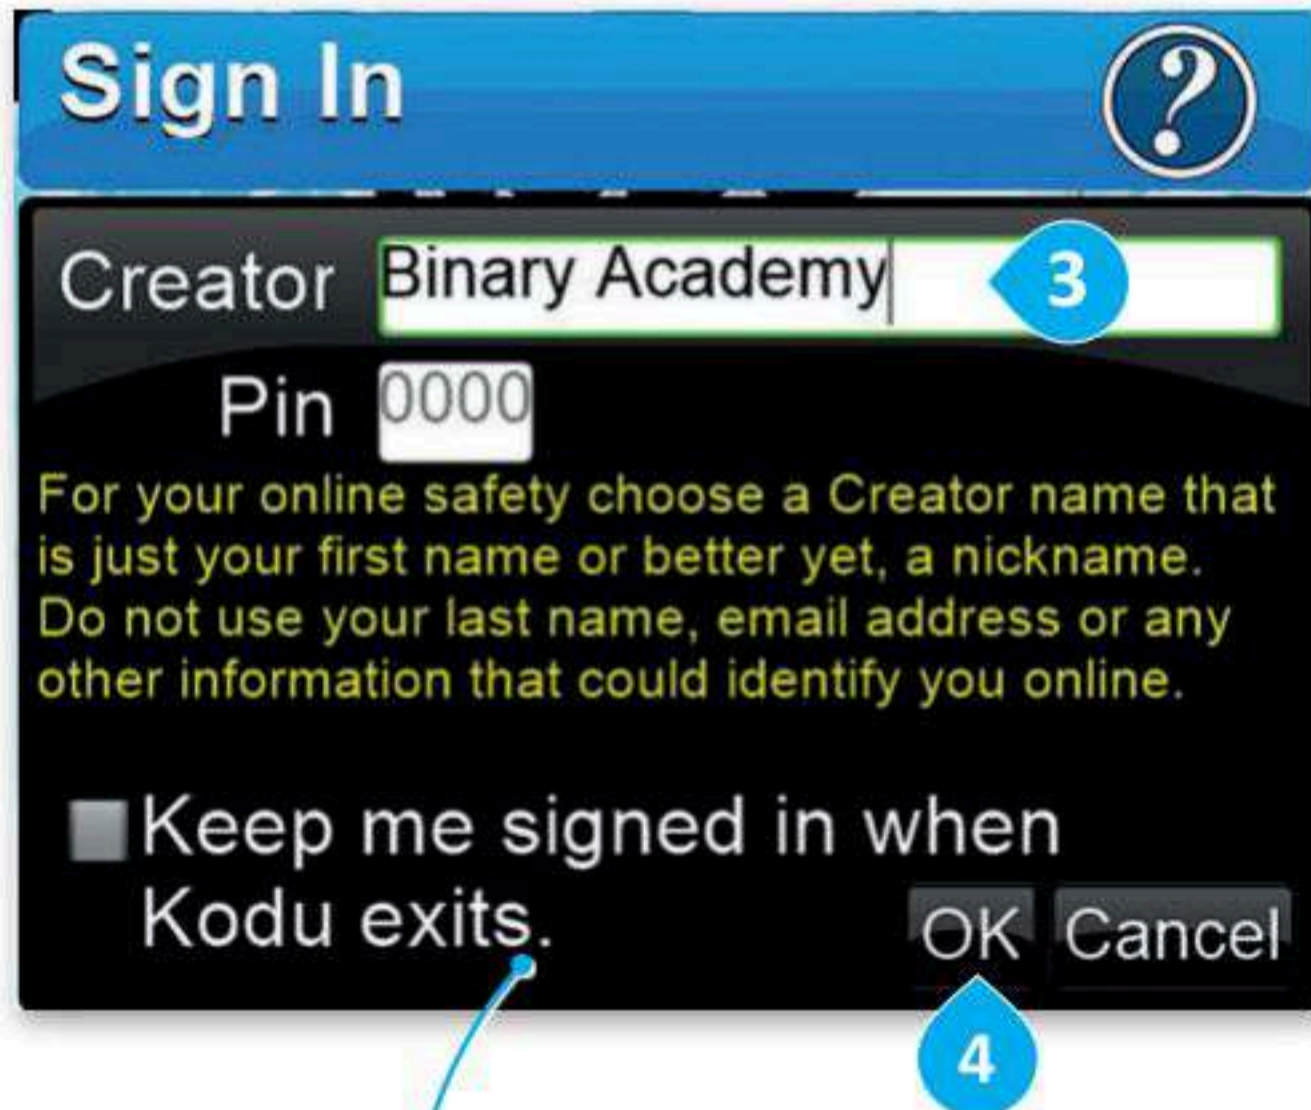 Sign In
?
Creator Binary Academy 3
Pin 0000
For your online safety choose a Creator name that
is just your first name or better yet, a nickname.
Do not use your last name, email address or any
other information that could identify you online.
Keep me signed in when
Kodu exits.
OK Cancel
4